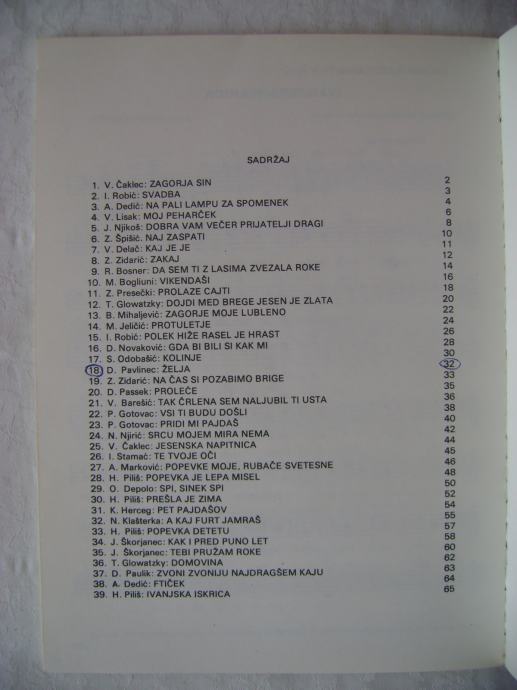 SADRŽAJ
1. V. Čaklec: ZAGORJA SIN 2
2. I. Robić: SVADBA 3
3. A. Dedić: NA PALI LAMPU ZA SPOMENEK 4
4. V. Lisak: MOJ PEHARČEK 6
5. J. Njikoš: DOBRA VAM VEČER PRIJATELJI DRAGI 8
6. Z. Špišić: NAJ ZASPATI 10
7. V. Delač: KAJ JE JE 11
8. Z. Zidarić: ZAKAJ 12
9. R. Bosner: DA SEM TI Z LASIMA ZVEZALA ROKE 14
10. M. Bogliuni: VIKENDAŠI 16
11. Z. Presečki: PROLAZE CAJTI 18
12. T. Glowatzky: DOJDI MED BREGE JESEN JE ZLATA 20
13. B. Mihaljević: ZAGORJE MOJE LUBLENO 22
14. M. Jeličić: PROTULETJE 24
15. I. Robić: POLEK HIŽE RASEL JE HRAST 26
16. D. Novaković: GDA BI BILI SI KAK MI 28
17. S. Odobašić: KOLINJE 30
18. D. Pavlinec: ŽELJA 32
19. Z. Zidarić: NA ČAS SI POZABIMO BRIGE 33
20. D. Passek: PROLEĆE 35
21. V. Barešić: TAK ČRLENA SEM NALJUBIL TI USTA 36
22. P. Gotovac: VSI TI BUDU DOŠLI 38
23. P. Gotovac: PRIDI MI PAJDAŠ 40
24. N. Njirić: SRCU MOJEM MIRA NEMA 42
25. V. Čaklec: JESENSKA NAPITNICA 44
26. I. Stamać: TE TVOJE OČI 45
27. A. Marković: POPEVKE MOJE, RUBAČE SVETESNE 46
28. H. Piliš: POPEVKA JE LEPA MISEL 48
29. O. Depolo: SPI, SINEK SPI 50
30. H. Piliš: PREŠLA JE ZIMA 52
31. K. Herceg: PET PAJDAŠOV 54
32. N. Klašterka: A KAJ FURT JAMRAŠ 55
33. H. Piliš: POPEVKA DETETU 57
34. J. Škorjanec: KAK I PRED PUNO LET 58
35. J. Škorjanec: TEBI PRUŽAM ROKE 60
36. T. Glowatzky: DOMOVINA 62
37. D. Paulik: ZVONI ZVONIJU NAJDRAGŠEM KAJU 63
38. A. Dedić: FTIČEK 64
39. H. Piliš: IVANJSKA ISKRICA 65